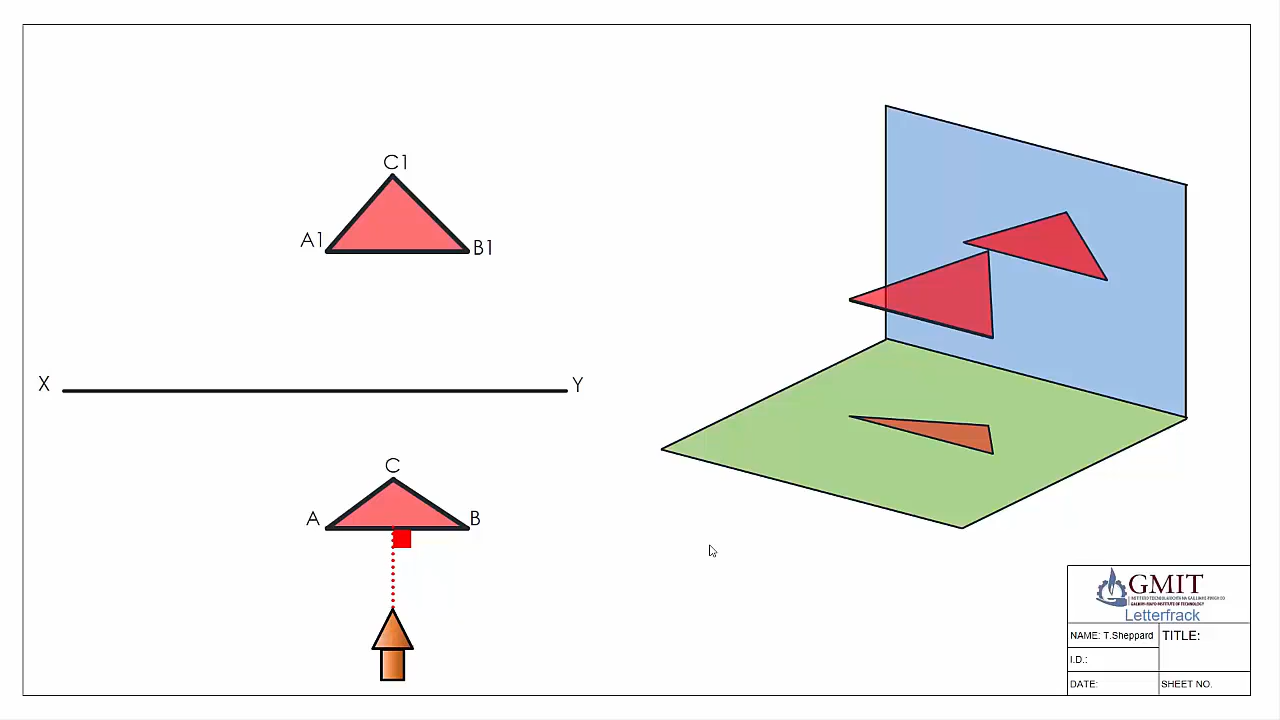 C1
A1
B1
X
Y
C
A
B
GMIT
Letterfrack
NAME: T.Sheppard
TITLE:
I.D.:
DATE:
SHEET NO.